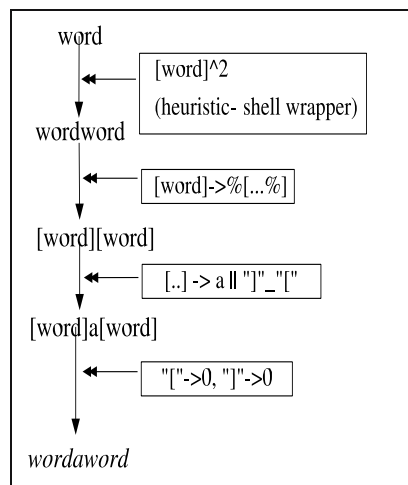 word
[word]^2
(heuristic- shell wrapper)
wordword
[word]->%[...%]
[word][word]
[..] -> a || "]"_"["
[word]a[word]
"["->0, "]"->0
wordaword